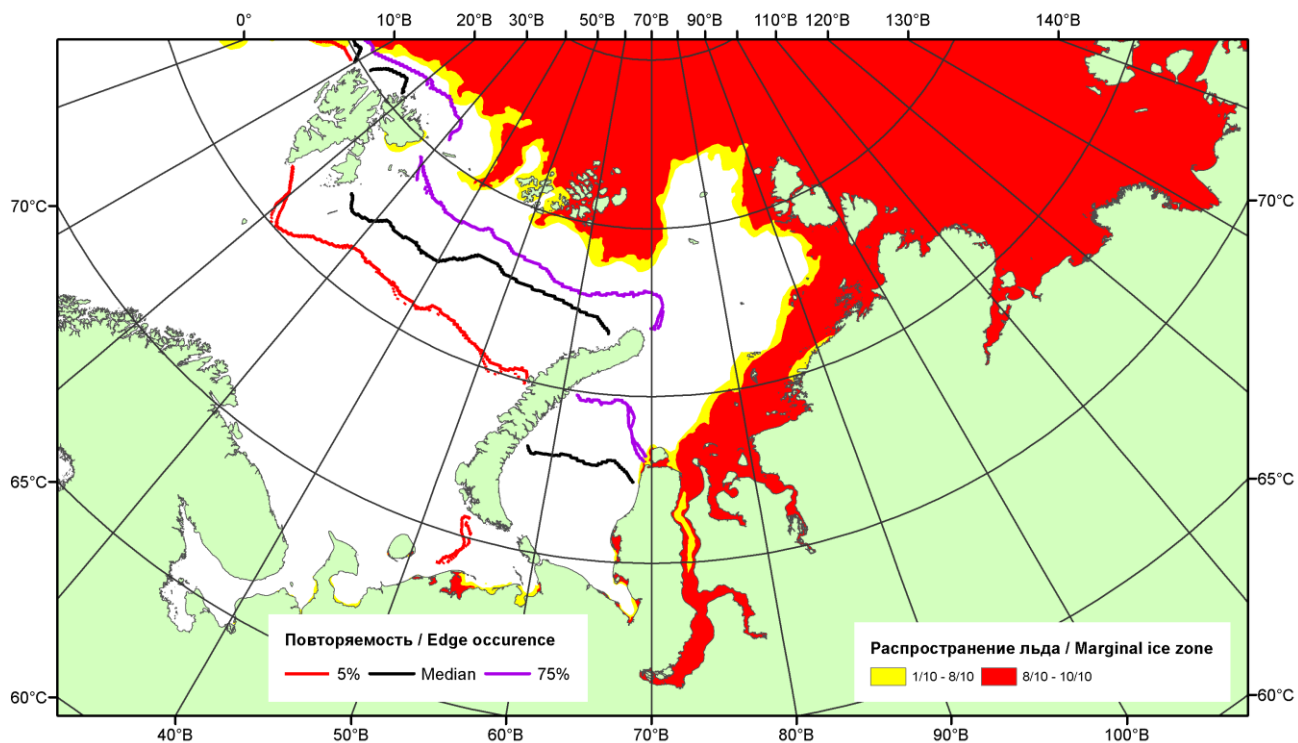 0° 10°В 20°В 30°В 50°В 70°В 90°В 110°В 120°В 130°В 140°В
70°С 70°С
65°С 65°С
Повторяемость / Edge occurence
5% Median 75%
Распространение льда / Marginal ice zone
1/10 - 8/10 8/10 - 10/10
60°С 60°С
40°В 50°В 60°В 70°В 80°В 90°В 100°В